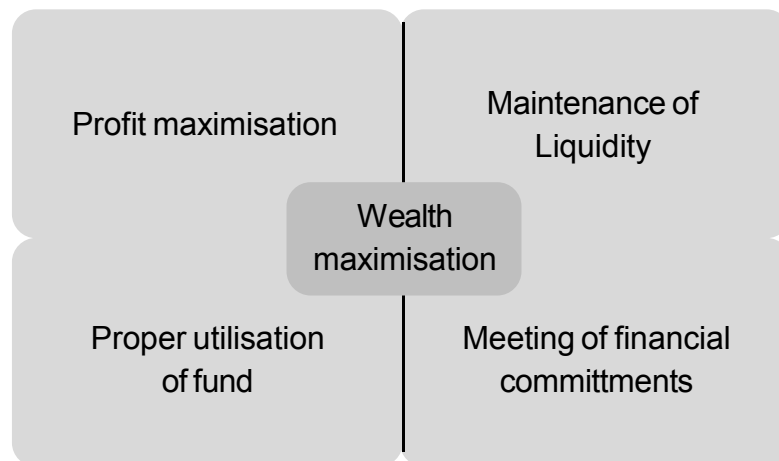 Profit maximisation
Maintenance of
Liquidity
Wealth
maximisation
Proper utilisation
of fund
Meeting of financial
committments